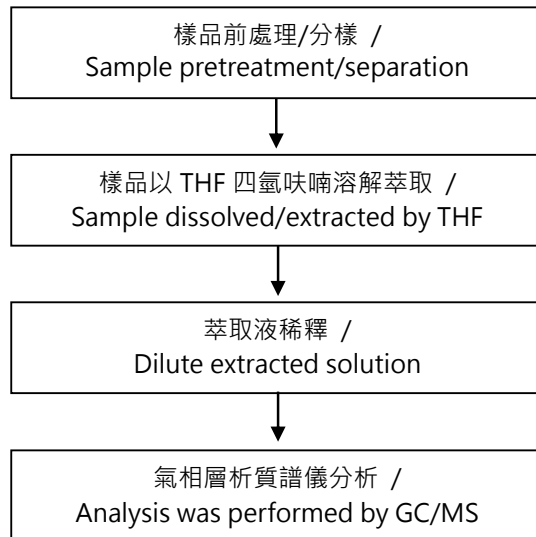 樣品前處理/分樣 /
Sample pretreatment/separation
樣品以 THF 四氫呋喃溶解萃取 /
Sample dissolved/extracted by THF
萃取液稀釋 /
Dilute extracted solution
氣相層析質譜儀分析 /
Analysis was performed by GC/MS